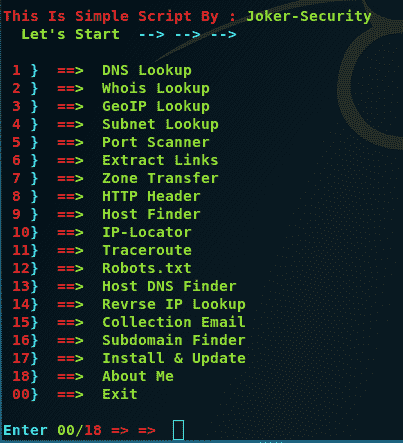 This Is Simple Script By : Joker-Security
Let's Start --> --> -->
1 } ==> DNS Lookup
2 } ==> Whois Lookup
3 } ==> GeoIP Lookup
4 } ==> Subnet Lookup
5 } ==> Port Scanner
6 } ==> Extract Links
7 } ==> Zone Transfer
8 } ==> HTTP Header
9 } ==> Host Finder
10} ==> IP-Locator
11} ==> Traceroute
12} ==> Robots.txt
13} ==> Host DNS Finder
14} ==> Revrse IP Lookup
15} ==> Collection Email
16} ==> Subdomain Finder
17} ==> Install & Update
18} ==> About Me
00} ==> Exit
Enter 00/18 => =>